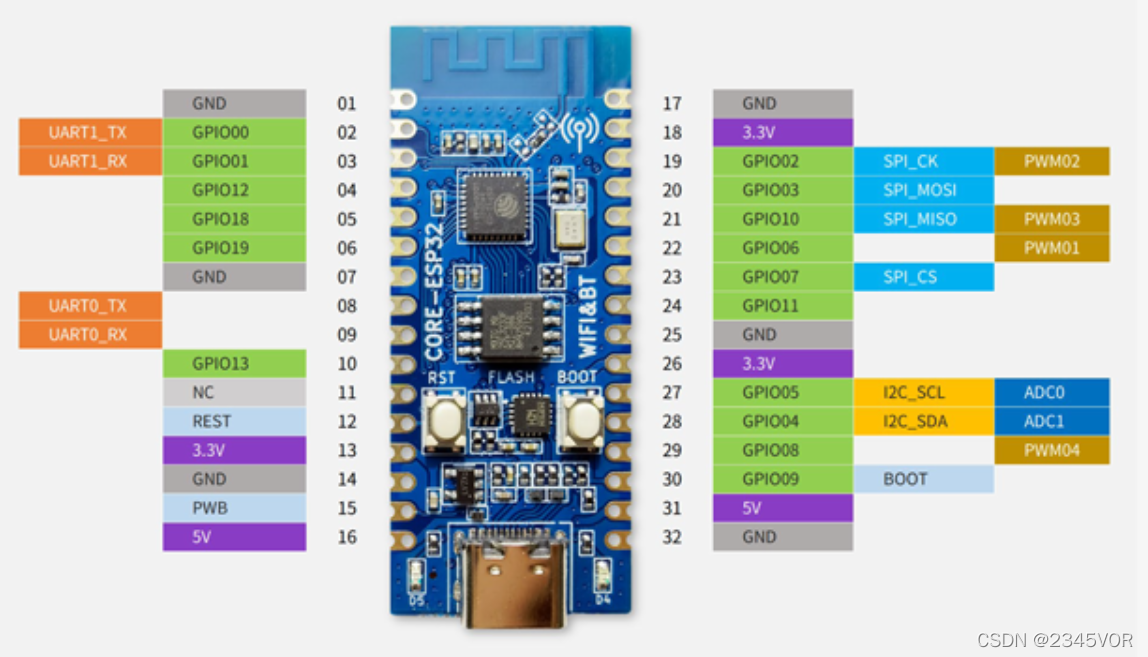 GND 01
UART1_TX GPIO00 02
UART1_RX GPIO01 03
GPIO12 04
GPIO18 05
GPIO19 06
GND 07
UART0_TX 08
UART0_RX 09
GPIO13 10
NC 11
REST 12
3.3V 13
GND 14
PWB 15
5V 16
CORE-ESP32
WIFI&BT
RST FLASH BOOT
D5 D4
17 GND
18 3.3V
19 GPIO02 SPI_CK PWM02
20 GPIO03 SPI_MOSI
21 GPIO10 SPI_MISO PWM03
22 GPIO06 PWM01
23 GPIO07 SPI_CS
24 GPIO11
25 GND
26 3.3V
27 GPIO05 I2C_SCL ADC0
28 GPIO04 I2C_SDA ADC1
29 GPIO08 PWM04
30 GPIO09 BOOT
31 5V
32 GND
CSDN @2345VOR